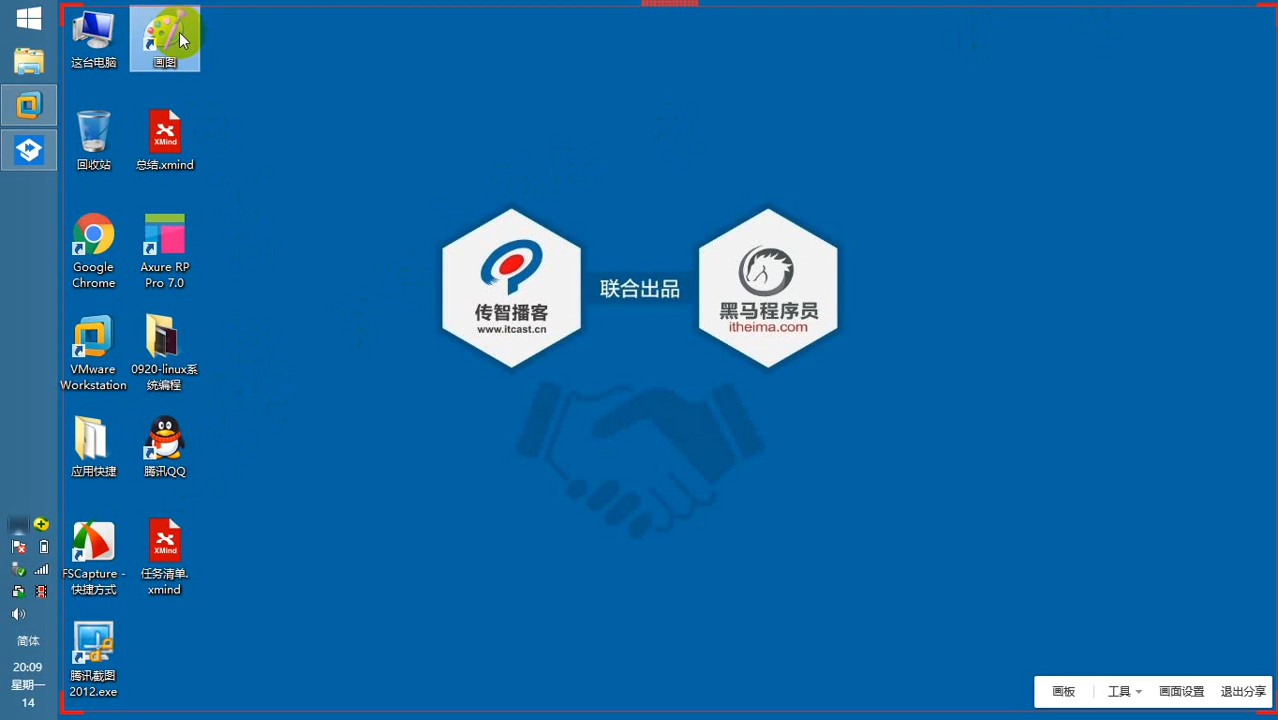 这台电脑
画图
回收站
总结.xmind
Google
Chrome
Axure RP
Pro 7.0
VMware
Workstation
0920-linux系
统编程
应用快捷
腾讯QQ
FSCapture -
快捷方式
任务清单.
xmind
腾讯截图
2012.exe
XMind
XMind
传智播客
www.itcast.cn
联合出品
黑马程序员
itheima.com
简体
20:09
星期一
14
画板
工具
画面设置
退出分享